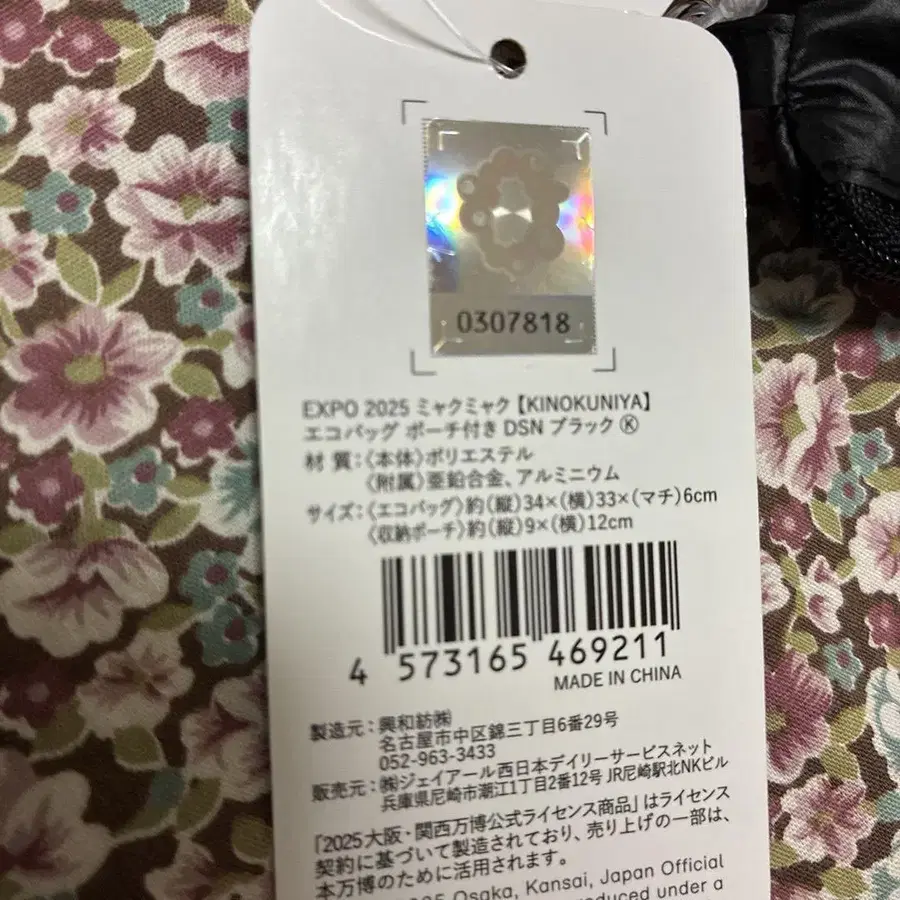 0307818
EXPO 2025 ミャクミャク【KINOKUNIYA】
エコバッグ ポーチ付き DSN ブラック Ⓚ
材 質：〈本体〉ポリエステル
〈附属〉亜鉛合金、アルミニウム
サイズ：〈エコバッグ〉約（縦）34×（横）33×（マチ）6cm
〈収納ポーチ〉約（縦）9×（横）12cm
4 573165 469211
MADE IN CHINA
製造元：興和紡㈱
名古屋市中区錦三丁目6番29号
052-963-3433
販売元：㈱ジェイアール西日本デイリーサービスネット
兵庫県尼崎市潮江1丁目2番12号 JR尼崎駅北NKビル
「2025大阪・関西万博公式ライセンス商品」はライセンス
契約に基づいて製造されており、売り上げの一部は、
本万博のために活用されます。
Osaka, Kansai, Japan Official
under a